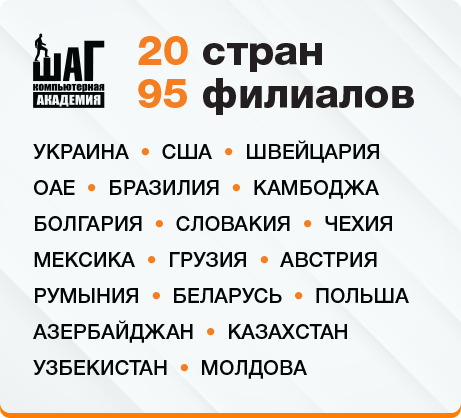 ШАГ
КОМПЬЮТЕРНАЯ
АКАДЕМИЯ
20 стран
95 филиалов
УКРАИНА • США • ШВЕЙЦАРИЯ
ОАЕ • БРАЗИЛИЯ • КАМБОДЖА
БОЛГАРИЯ • СЛОВАКИЯ • ЧЕХИЯ
МЕКСИКА • ГРУЗИЯ • АВСТРИЯ
РУМЫНИЯ • БЕЛАРУСЬ • ПОЛЬША
АЗЕРБАЙДЖАН • КАЗАХСТАН
УЗБЕКИСТАН • МОЛДОВА